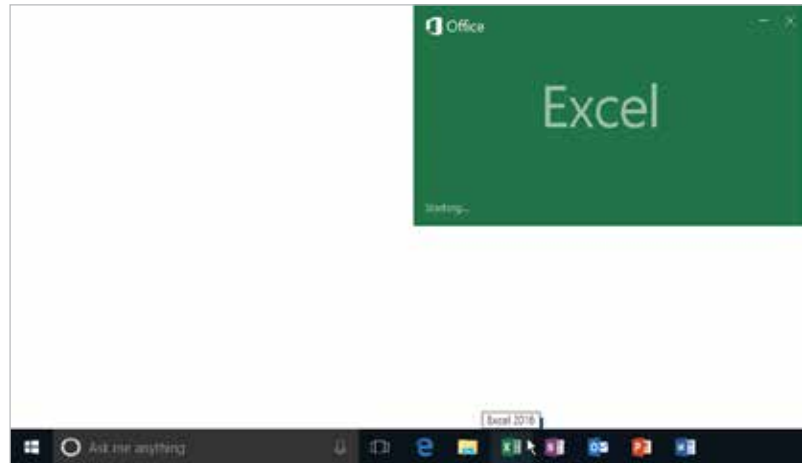 Office
Excel
Starting...
Excel 2016
Ask me anything